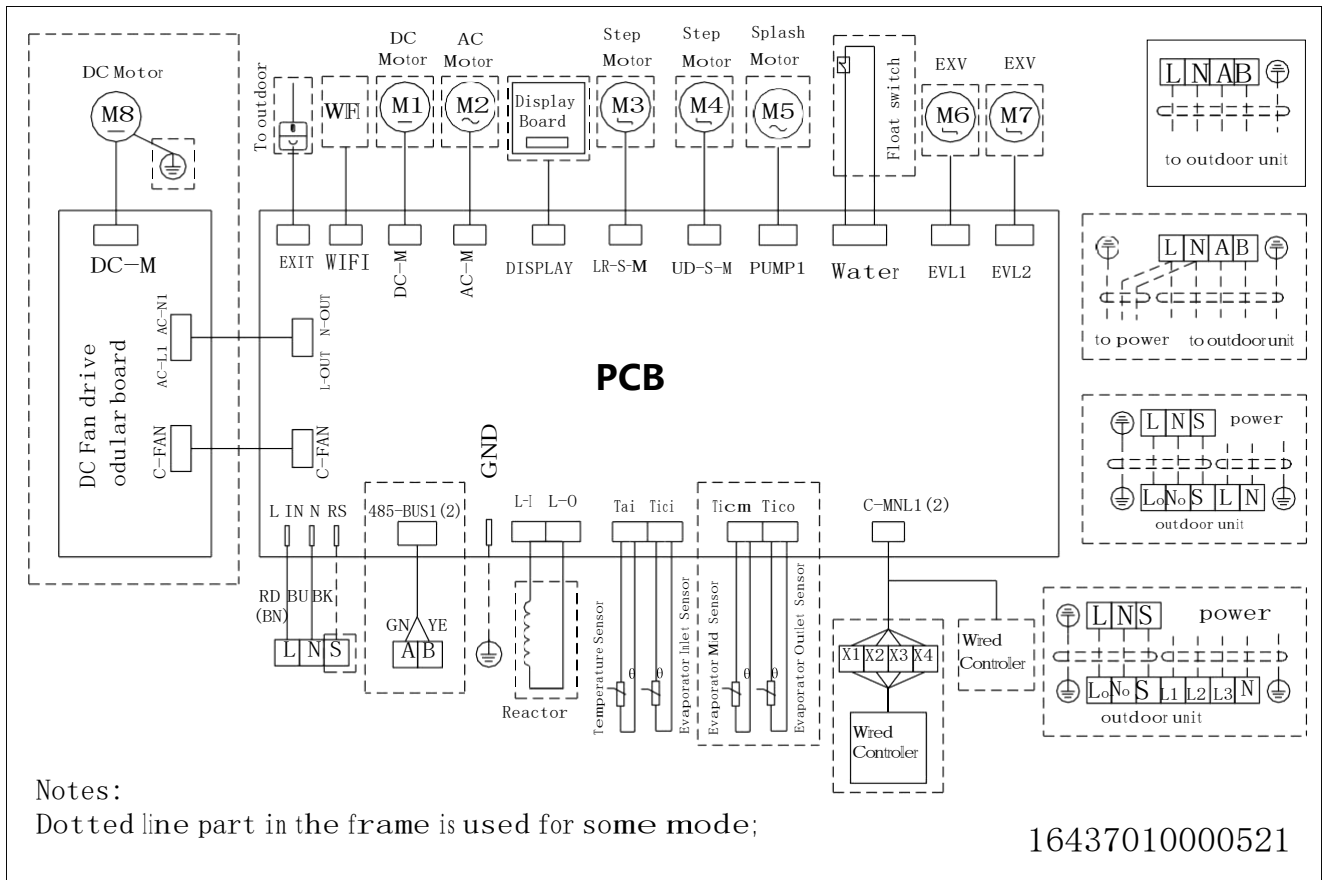 DC Motor
M8
DC-M
AC-L1 AC-N1
C-FAN
DC Fan drive
odular board
To outdoor
WFI
DC
Motor
M1
AC
Motor
M2
Display
Board
Step
Motor
M3
Step
Motor
M4
Splash
Motor
M5
Float switch
EXV
M6
EXV
M7
EXIT
WIFI
DC-M
AC-M
DISPLAY
LR-S-M
UD-S-M
PUMP1
Water
EVL1
EVL2
L-OUT N-OUT
C-FAN
PCB
GND
L IN N RS
485-BUS1(2)
L-I L-O
Tai Tici
Ticm Tico
C-MNL1(2)
RD BU BK
(BN)
L N S
GN YE
A B
Reactor
Temperature Sensor
θ
Evaporator Inlet Sensor
θ
Evaporator Mid Sensor
θ
Evaporator Outlet Sensor
θ
X1 X2 X3 X4
Wired
Controller
Wired
Controller
L N A B
to outdoor unit
L N A B
to power to outdoor unit
L N S power
Lo No S L N
outdoor unit
L N S power
Lo No S L1 L2 L3 N
outdoor unit
Notes:
Dotted line part in the frame is used for some mode;
16437010000521